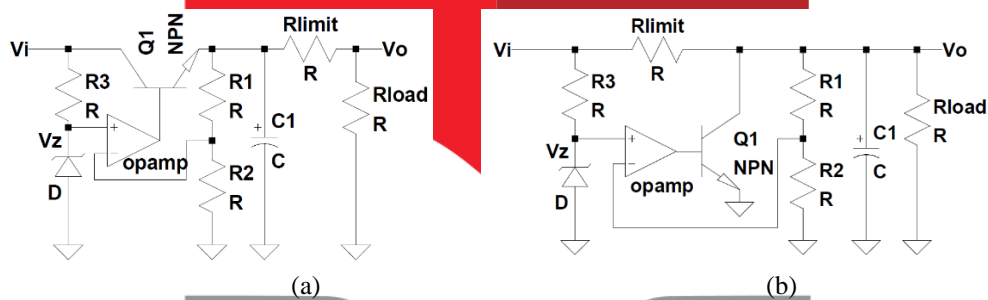 Vi
Q1
NPN
Rlimit
R
Vo
R3
R
R1
R
Rload
R
Vz
+
-
opamp
+
C1
C
D
R2
R
(a)
Vi
Rlimit
R
Vo
R3
R
R1
R
Rload
R
Vz
+
-
opamp
Q1
NPN
+
C1
C
D
R2
R
(b)